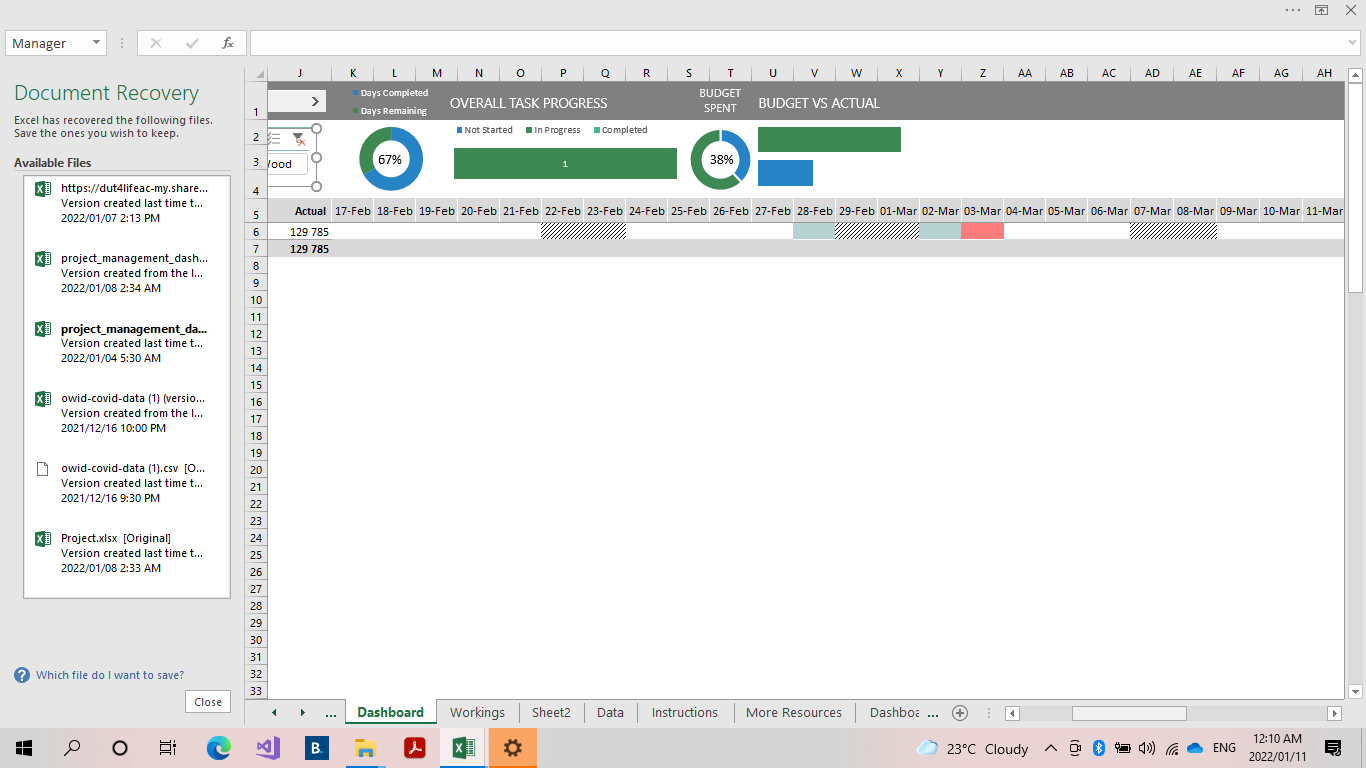 Manager
fx
Document Recovery
Excel has recovered the following files.
Save the ones you wish to keep.
Available Files
https://dut4lifeac-my.share...
Version created last time t...
2022/01/07 2:13 PM
project_management_dash...
Version created from the l...
2022/01/08 2:34 AM
project_management_da...
Version created last time t...
2022/01/04 5:30 AM
owid-covid-data (1) (versio...
Version created from the l...
2021/12/16 10:00 PM
owid-covid-data (1).csv [O...
Version created last time t...
2021/12/16 9:30 PM
Project.xlsx [Original]
Version created last time t...
2022/01/08 2:33 AM
Which file do I want to save?
Close
J K L M N O P Q R S T U V W X Y Z AA AB AC AD AE AF AG AH
1 Days Completed
Days Remaining
OVERALL TASK PROGRESS
BUDGET
SPENT
BUDGET VS ACTUAL
2 Not Started In Progress Completed
3 Wood 67% 1 38%
4
5 Actual 17-Feb 18-Feb 19-Feb 20-Feb 21-Feb 22-Feb 23-Feb 24-Feb 25-Feb 26-Feb 27-Feb 28-Feb 29-Feb 01-Mar 02-Mar 03-Mar 04-Mar 05-Mar 06-Mar 07-Mar 08-Mar 09-Mar 10-Mar 11-Mar
6 129 785
7 129 785
8
9
10
11
12
13
14
15
16
17
18
19
20
21
22
23
24
25
26
27
28
29
30
31
32
33
... Dashboard Workings Sheet2 Data Instructions More Resources Dashboa ...
B. 23°C Cloudy ENG 12:10 AM
2022/01/11